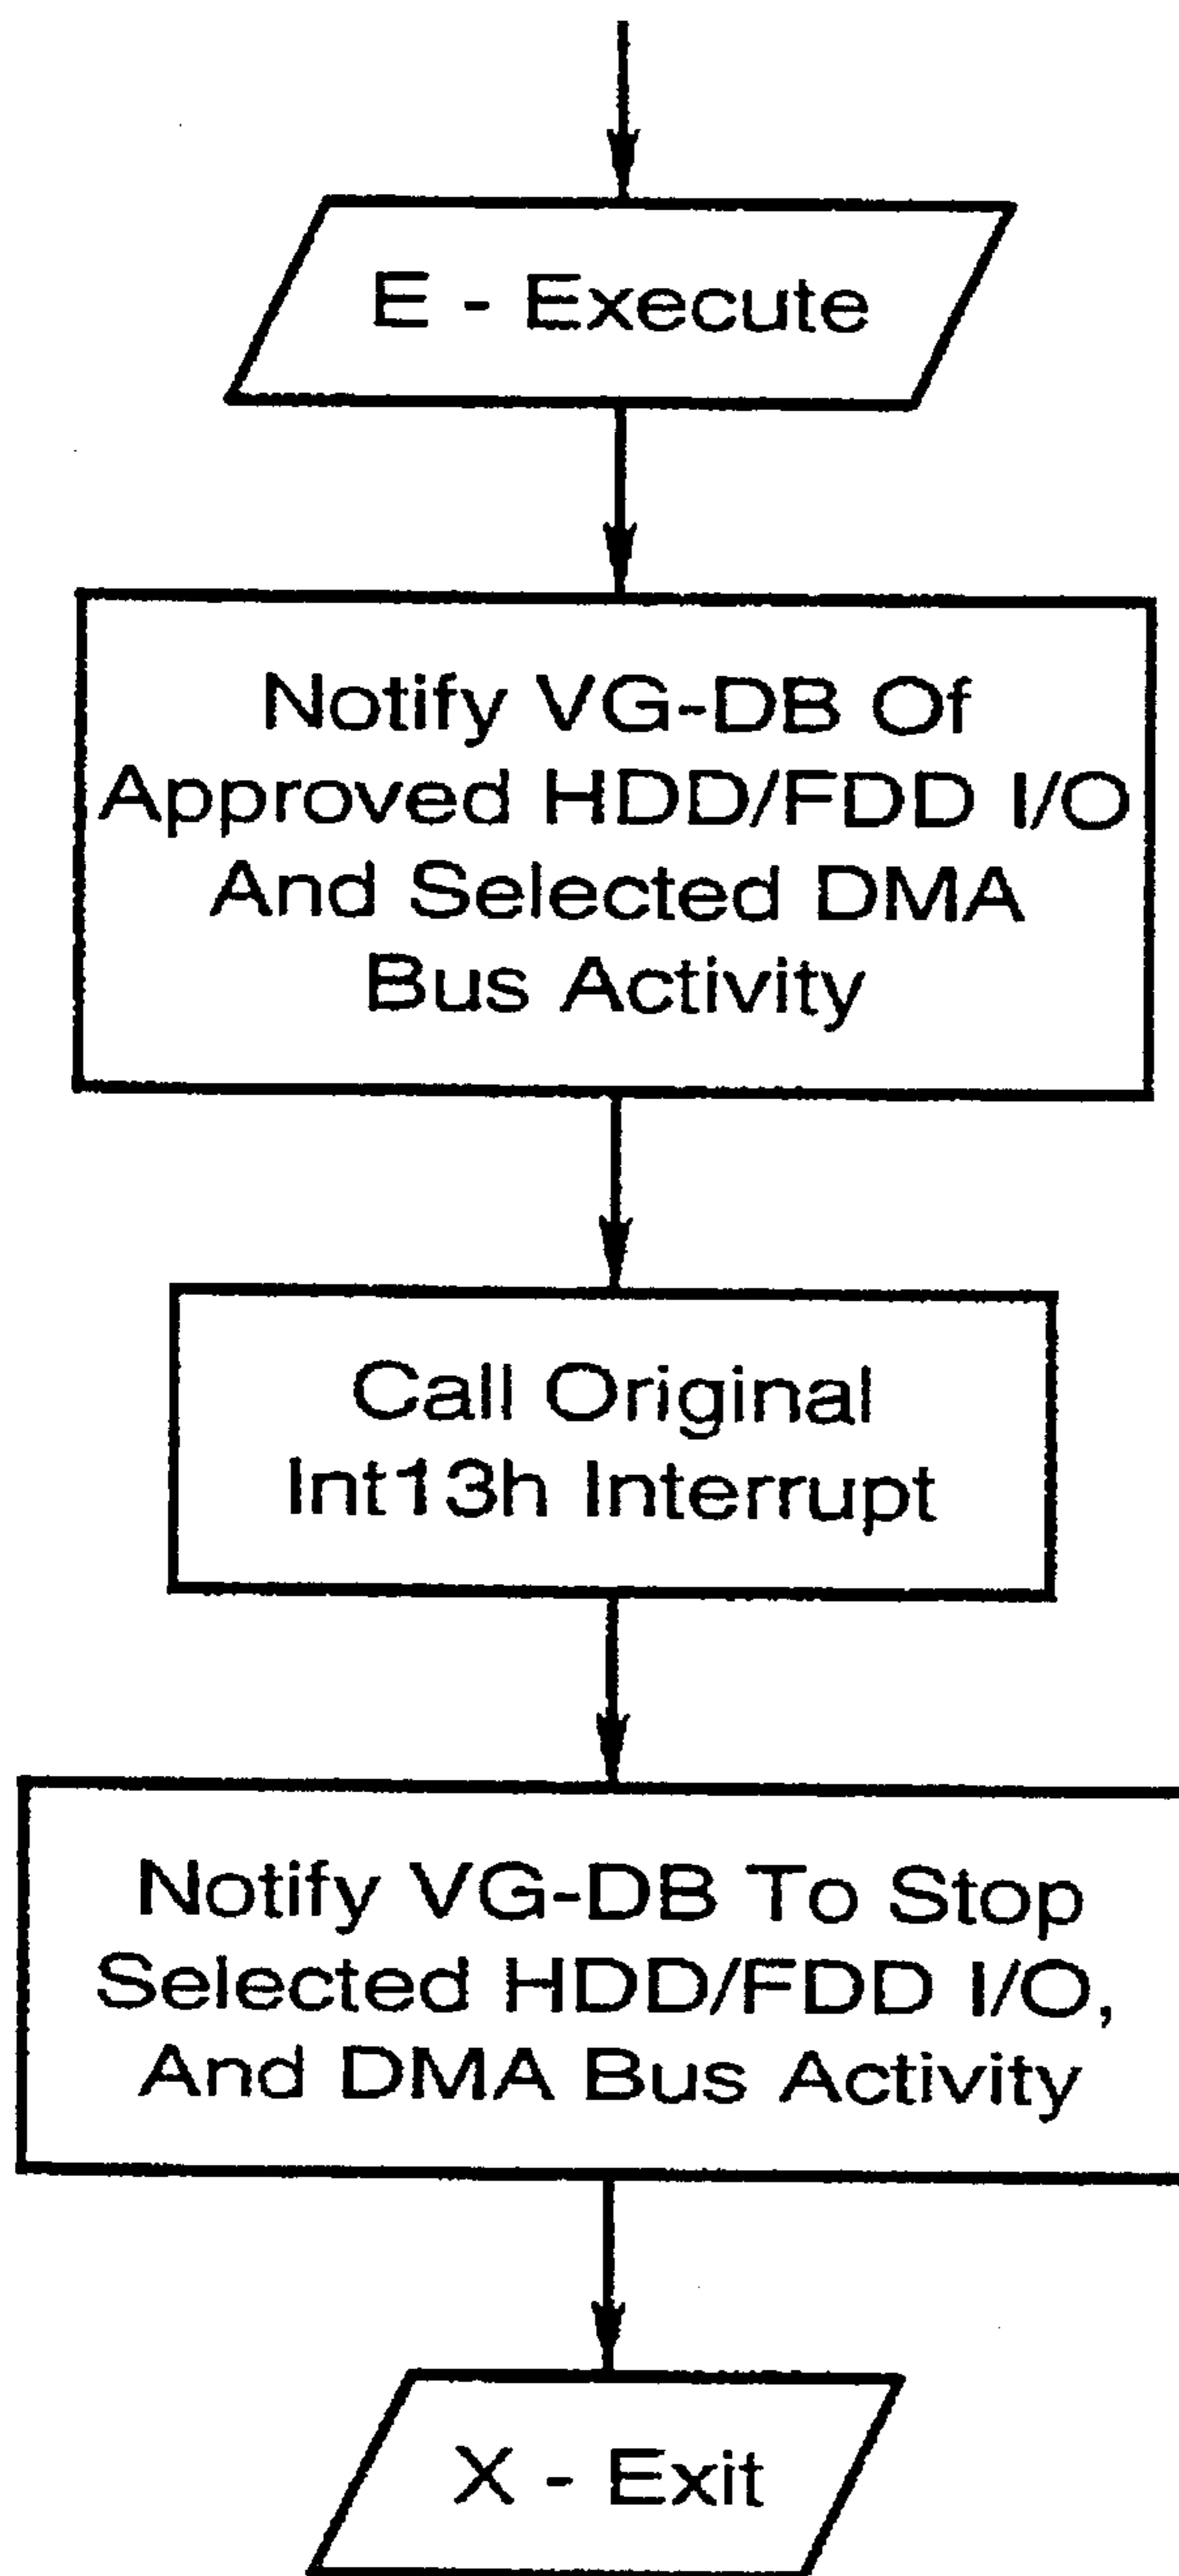 E - Execute
Notify VG-DB Of
Approved HDD/FDD I/O
And Selected DMA
Bus Activity
Call Original
Int13h Interrupt
Notify VG-DB To Stop
Selected HDD/FDD I/O,
And DMA Bus Activity
X - Exit